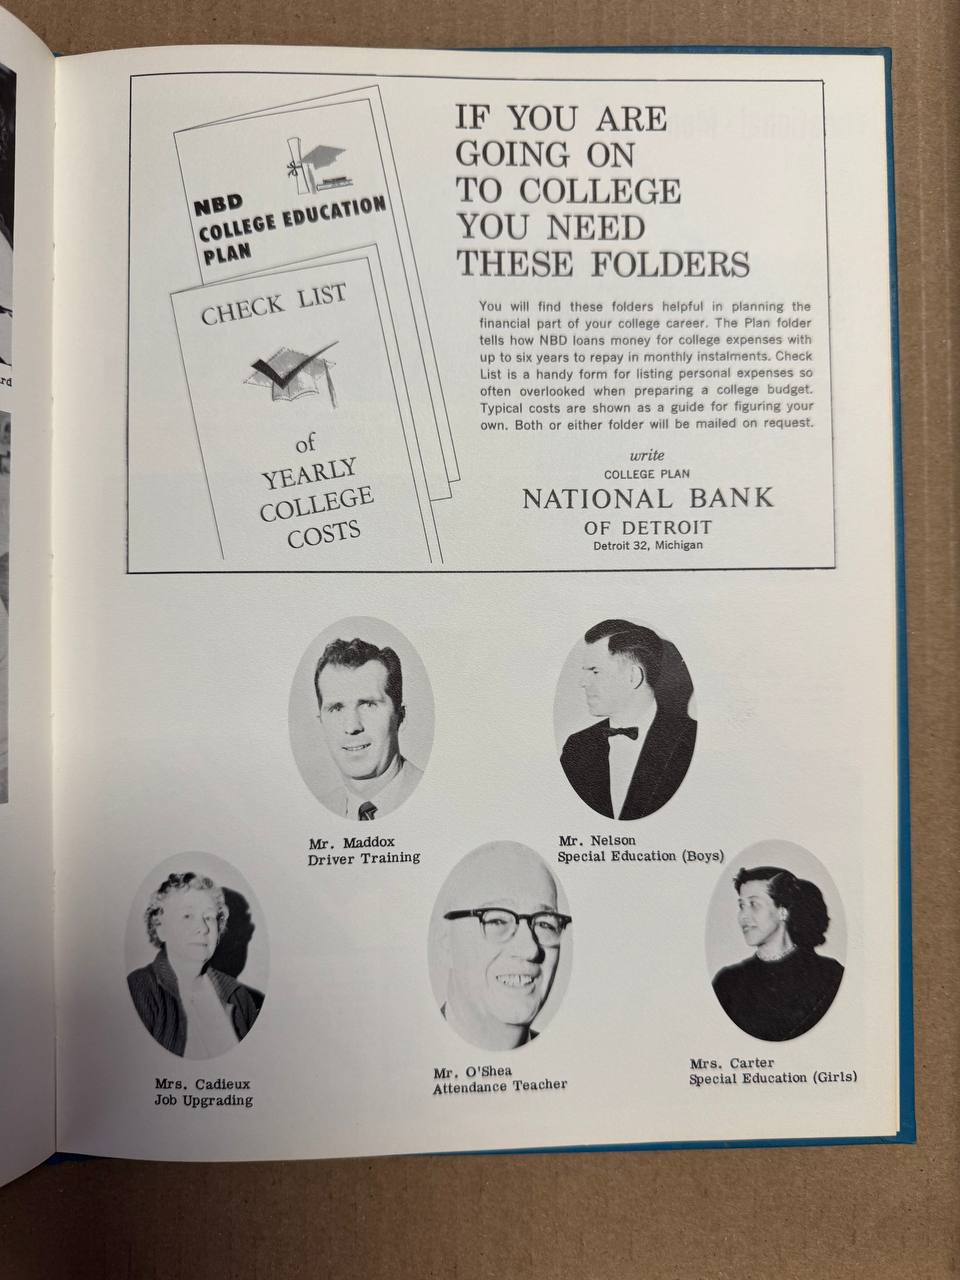 NBD
COLLEGE EDUCATION
PLAN
CHECK LIST
of
YEARLY
COLLEGE
COSTS
IF YOU ARE
GOING ON
TO COLLEGE
YOU NEED
THESE FOLDERS
You will find these folders helpful in planning the
financial part of your college career. The Plan folder
tells how NBD loans money for college expenses with
up to six years to repay in monthly instalments. Check
List is a handy form for listing personal expenses so
often overlooked when preparing a college budget.
Typical costs are shown as a guide for figuring your
own. Both or either folder will be mailed on request.
write
COLLEGE PLAN
NATIONAL BANK
OF DETROIT
Detroit 32, Michigan
Mr. Maddox
Driver Training
Mr. Nelson
Special Education (Boys)
Mrs. Cadieux
Job Upgrading
Mr. O'Shea
Attendance Teacher
Mrs. Carter
Special Education (Girls)